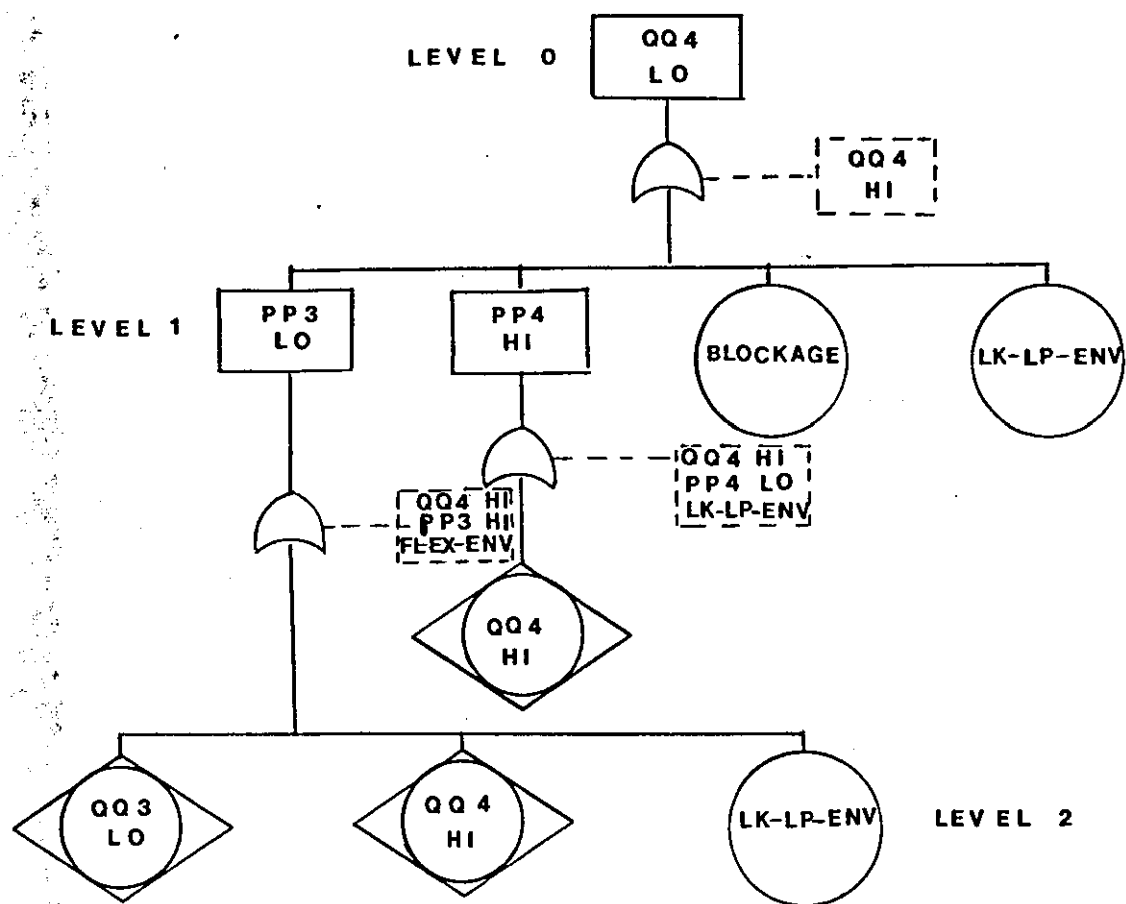 LEVEL 0
QQ4
LO
QQ4
HI
LEVEL 1
PP3
LO
PP4
HI
BLOCKAGE
LK-LP-ENV
QQ4 HI
PP4 LO
LK-LP-ENV
QQ4 HI
PP3 HI
FLEX-ENV
QQ4
HI
QQ3
LO
QQ4
HI
LK-LP-ENV
LEVEL 2